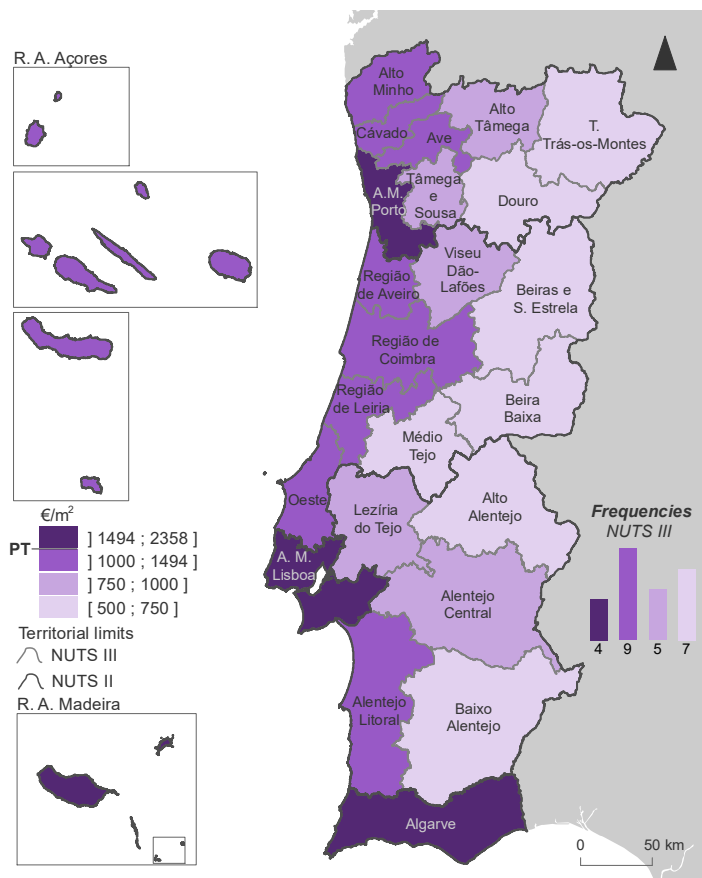 R. A. Açores
Alto
Minho
Alto
Tâmega
T.
Trás-os-Montes
Cávado
Ave
A.M.
Porto
Tâmega
e
Sousa
Douro
Viseu
Dão-
Lafões
Região
de Aveiro
Beiras e
S. Estrela
Região de
Coimbra
Região
de Leiria
Beira
Baixa
Médio
Tejo
Oeste
Lezíria
do Tejo
Alto
Alentejo
A. M.
Lisboa
Alentejo
Central
Alentejo
Litoral
Baixo
Alentejo
Algarve
€/m²
PT
] 1494 ; 2358 ]
] 1000 ; 1494 ]
] 750 ; 1000 ]
[ 500 ; 750 ]
Territorial limits
NUTS III
NUTS II
R. A. Madeira
Frequencies
NUTS III
4 9 5 7
0 50 km